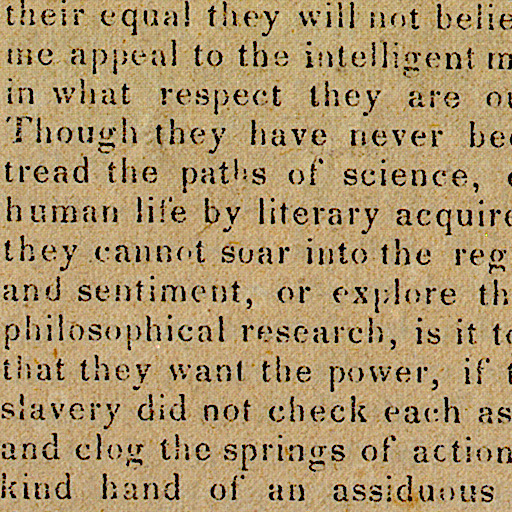 their equal they will not belie
me appeal to the intelligent m
in what respect they are ou
Though they have never bee
tread the paths of science, e
human life by literary acquire
they cannot soar into the reg
and sentiment, or explore th
philosophical research, is it to
that they want the power, if t
slavery did not check each as
and clog the springs of action
kind hand of an assiduous